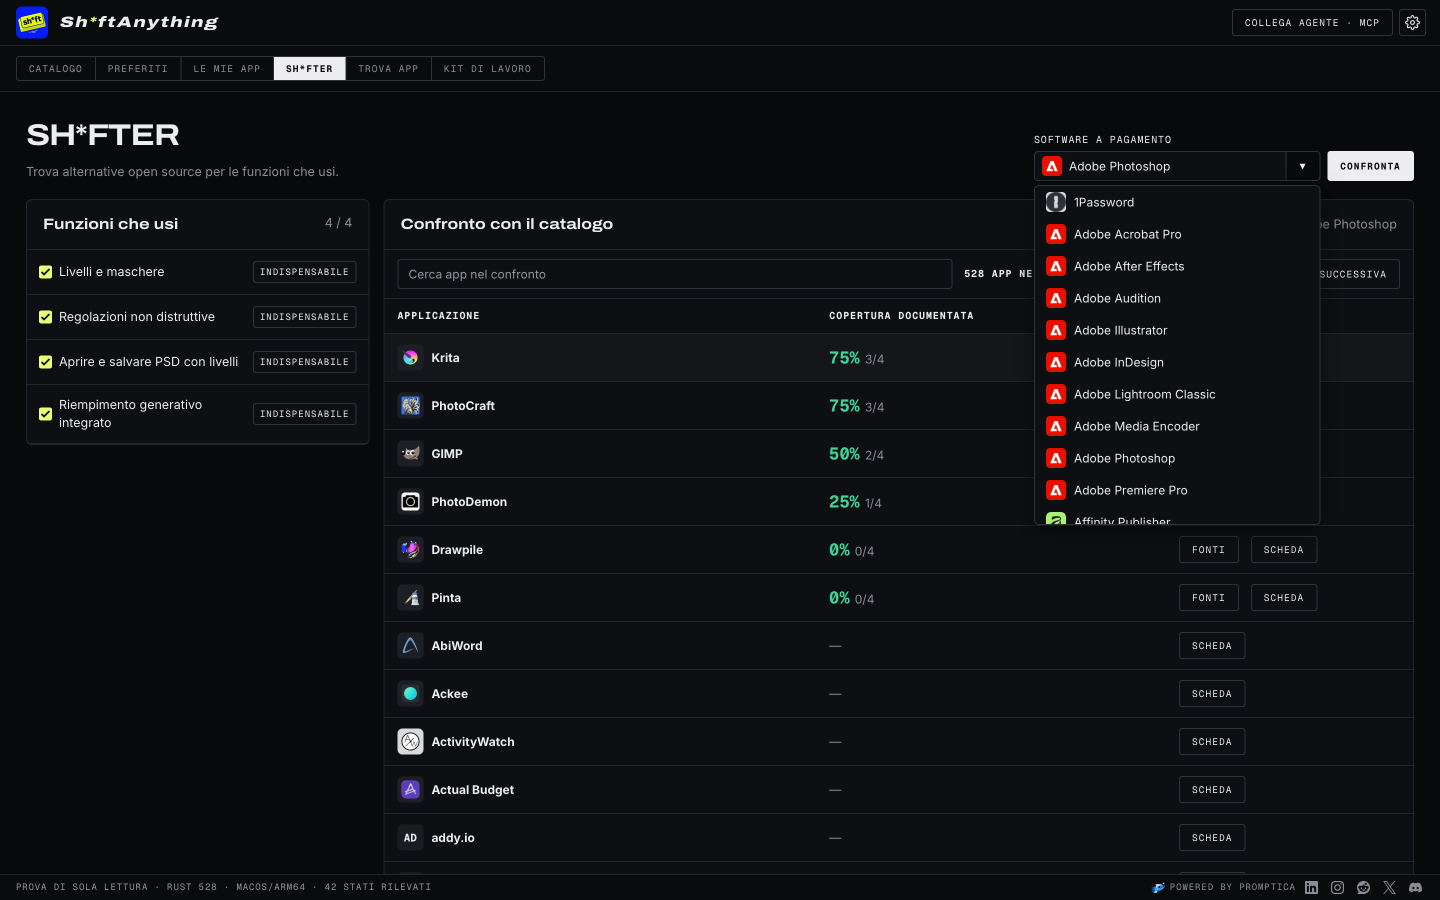 sh*ft
Sh*ftAnything
COLLEGA AGENTE · MCP
CATALOGO
PREFERITI
LE MIE APP
SH*FTER
TROVA APP
KIT DI LAVORO
SH*FTER
Trova alternative open source per le funzioni che usi.
SOFTWARE A PAGAMENTO
Adobe Photoshop
▼
CONFRONTA
1Password
Adobe Acrobat Pro
Adobe After Effects
Adobe Audition
Adobe Illustrator
Adobe InDesign
Adobe Lightroom Classic
Adobe Media Encoder
Adobe Photoshop
Adobe Premiere Pro
Affinity Publisher
Funzioni che usi
4 / 4
Livelli e maschere
INDISPENSABILE
Regolazioni non distruttive
INDISPENSABILE
Aprire e salvare PSD con livelli
INDISPENSABILE
Riempimento generativo
integrato
INDISPENSABILE
Confronto con il catalogo
be Photoshop
Cerca app nel confronto
528 APP NE
SUCCESSIVA
APPLICAZIONE
COPERTURA DOCUMENTATA
Krita
75% 3/4
PhotoCraft
75% 3/4
GIMP
50% 2/4
PhotoDemon
25% 1/4
Drawpile
0% 0/4
FONTI
SCHEDA
Pinta
0% 0/4
FONTI
SCHEDA
AbiWord
—
SCHEDA
Ackee
—
SCHEDA
ActivityWatch
—
SCHEDA
Actual Budget
—
SCHEDA
AD
addy.io
—
SCHEDA
PROVA DI SOLA LETTURA · RUST 528 · MACOS/ARM64 · 42 STATI RILEVATI
POWERED BY PROMPTICA